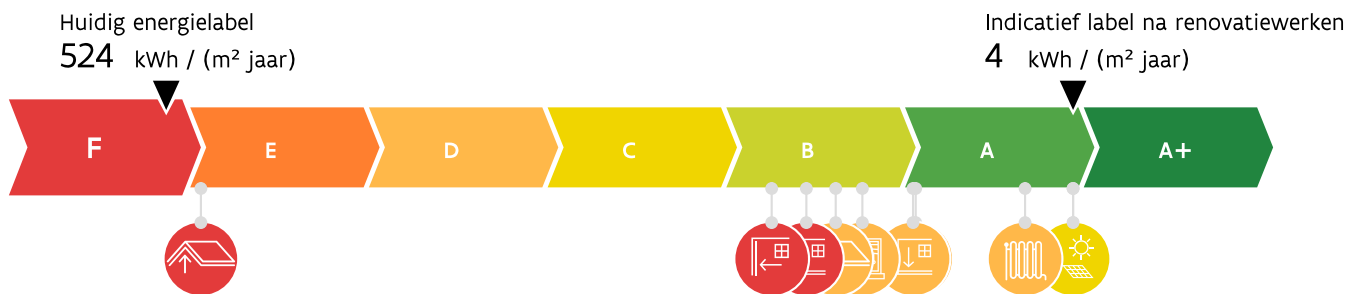 Huidig energielabel
524 kWh / (m² jaar)
Indicatief label na renovatiewerken
4 kWh / (m² jaar)
F E D C B A A+